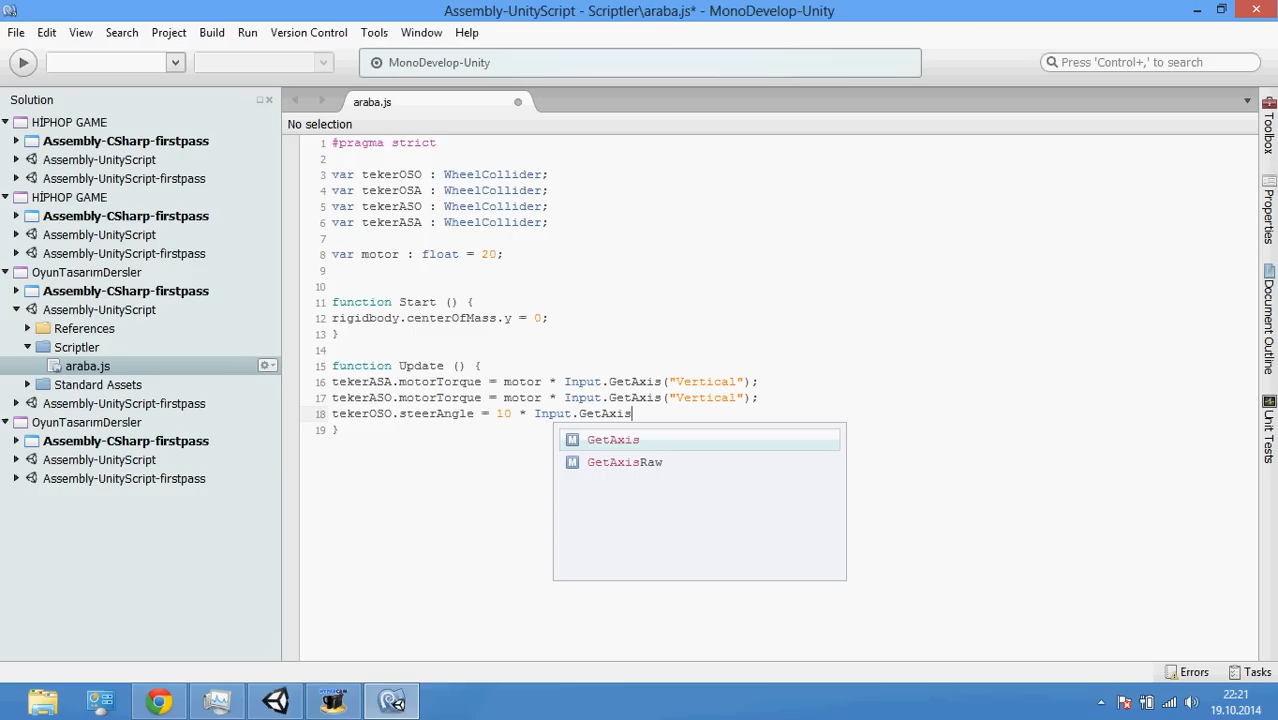 Assembly-UnityScript - Scriptler\araba.js* - MonoDevelop-Unity
File Edit View Search Project Build Run Version Control Tools Window Help
MonoDevelop-Unity
Press 'Control+,' to search
Solution
araba.js
No selection
HİPHOP GAME
Assembly-CSharp-firstpass
Assembly-UnityScript
Assembly-UnityScript-firstpass
HİPHOP GAME
Assembly-CSharp-firstpass
Assembly-UnityScript
Assembly-UnityScript-firstpass
OyunTasarımDersler
Assembly-CSharp-firstpass
Assembly-UnityScript
References
Scriptler
araba.js
Standard Assets
Assembly-UnityScript-firstpass
OyunTasarımDersler
Assembly-CSharp-firstpass
Assembly-UnityScript
Assembly-UnityScript-firstpass
1 #pragma strict
2
3 var tekerOSO : WheelCollider;
4 var tekerOSA : WheelCollider;
5 var tekerASO : WheelCollider;
6 var tekerASA : WheelCollider;
7
8 var motor : float = 20;
9
10
11 function Start () {
12 rigidbody.centerOfMass.y = 0;
13 }
14
15 function Update () {
16 tekerASA.motorTorque = motor * Input.GetAxis("Vertical");
17 tekerASO.motorTorque = motor * Input.GetAxis("Vertical");
18 tekerOSO.steerAngle = 10 * Input.GetAxis
19 }
M GetAxis
M GetAxisRaw
Toolbox
Properties
Document Outline
Unit Tests
Errors Tasks
22:21
19.10.2014